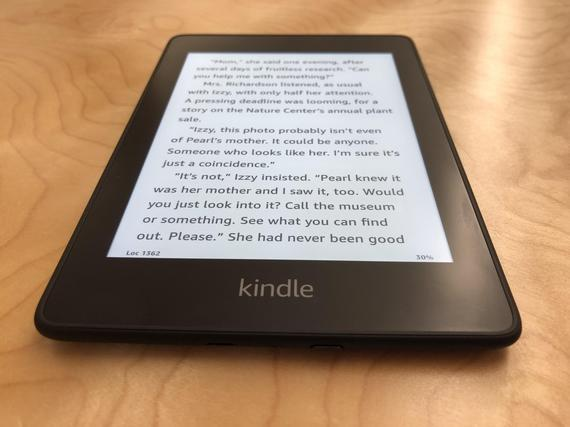 "Mom," she said one evening, after
several days of fruitless research. "Can
you help me with something?"
Mrs. Richardson listened, as usual
with Izzy, with only half her attention.
A pressing deadline was looming, for a
story on the Nature Center's annual plant
sale.
"Izzy, this photo probably isn't even
of Pearl's mother. It could be anyone.
Someone who looks like her. I'm sure it's
just a coincidence."
"It's not," Izzy insisted. "Pearl knew it
was her mother and I saw it, too. Would
you just look into it? Call the museum
or something. See what you can find
out. Please." She had never been good
Loc 1362 30%
kindle